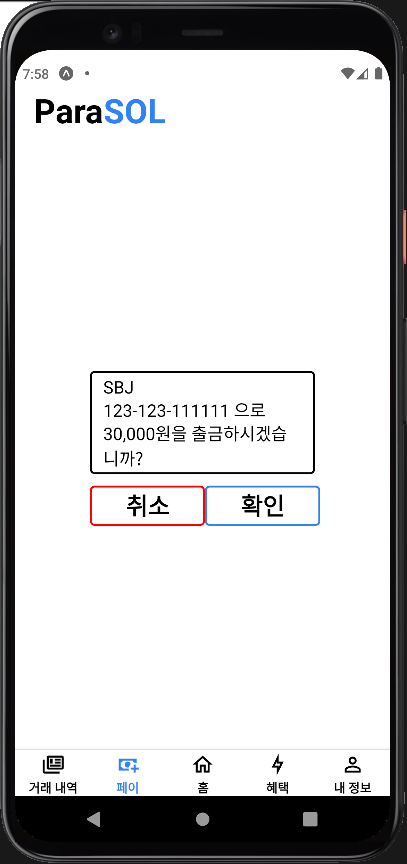 7:58
ParaSOL
SBJ
123-123-111111 으로
30,000원을 출금하시겠습
니까?
취소 확인
거래 내역 페이 홈 혜택 내 정보